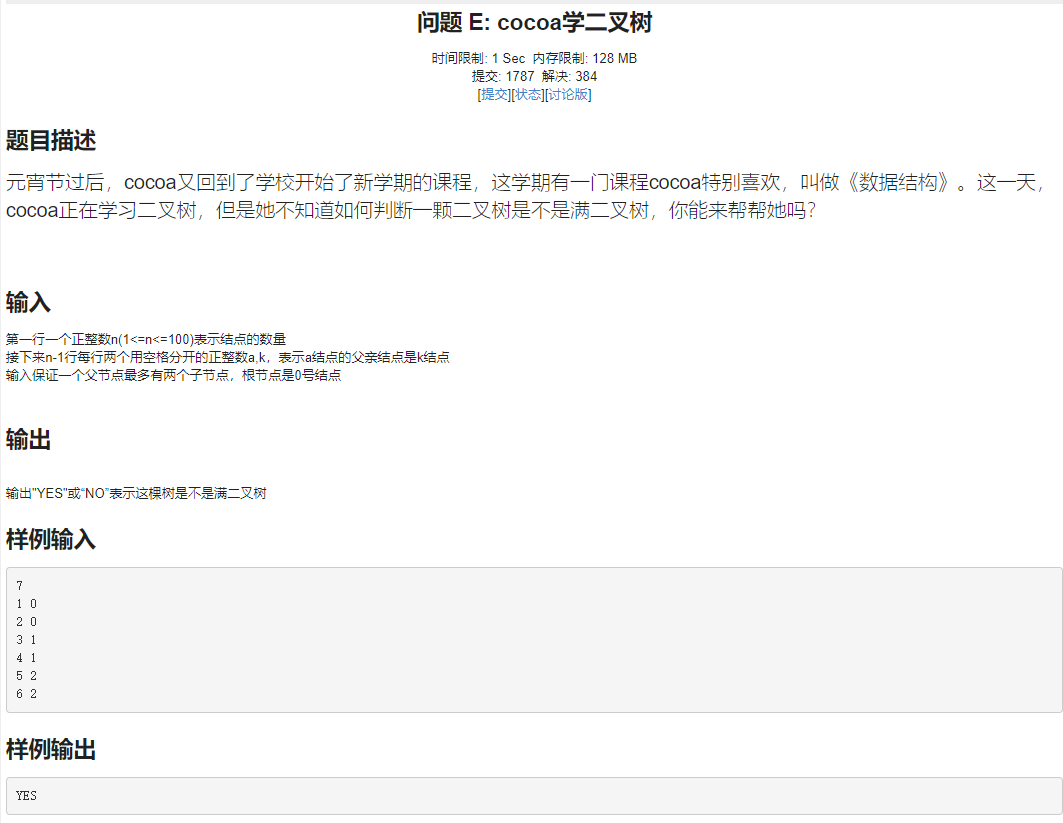 问题 E: cocoa学二叉树
时间限制: 1 Sec 内存限制: 128 MB
提交: 1787 解决: 384
[提交][状态][讨论版]
题目描述
元宵节过后，cocoa又回到了学校开始了新学期的课程，这学期有一门课程cocoa特别喜欢，叫做《数据结构》。这一天，
cocoa正在学习二叉树，但是她不知道如何判断一颗二叉树是不是满二叉树，你能来帮帮她吗？
输入
第一行一个正整数n(1<=n<=100)表示结点的数量
接下来n-1行每行两个用空格分开的正整数a,k，表示a结点的父亲结点是k结点
输入保证一个父节点最多有两个子节点，根节点是0号结点
输出
输出"YES"或“NO”表示这棵树是不是满二叉树
样例输入
7
1 0
2 0
3 1
4 1
5 2
6 2
样例输出
YES